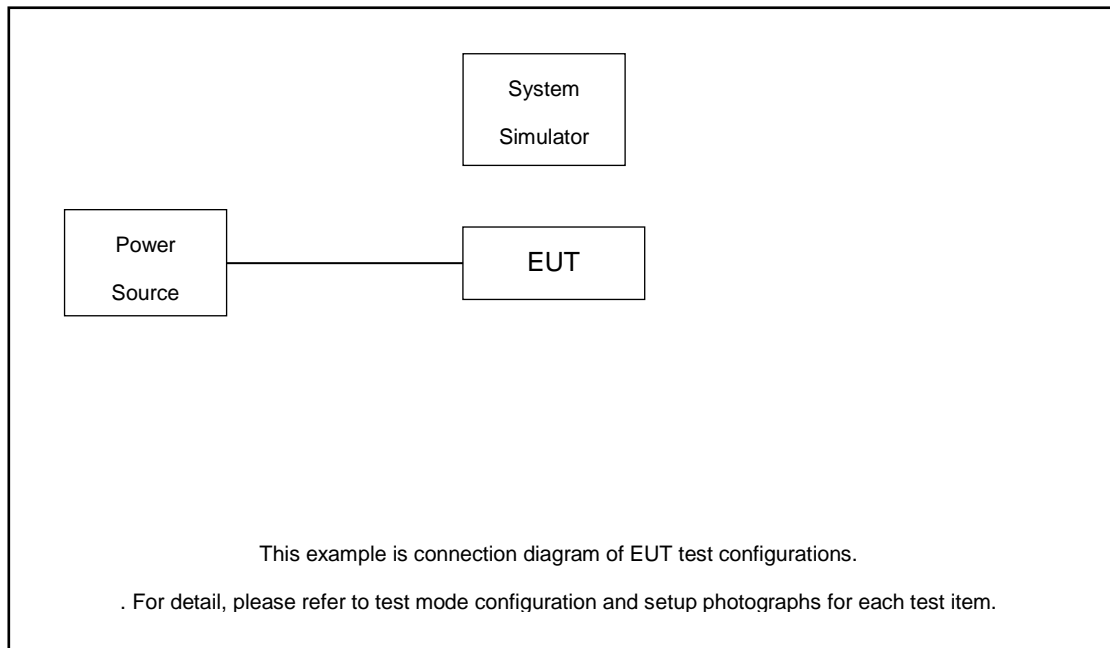 System
Simulator
Power
Source
EUT
This example is connection diagram of EUT test configurations.
. For detail, please refer to test mode configuration and setup photographs for each test item.